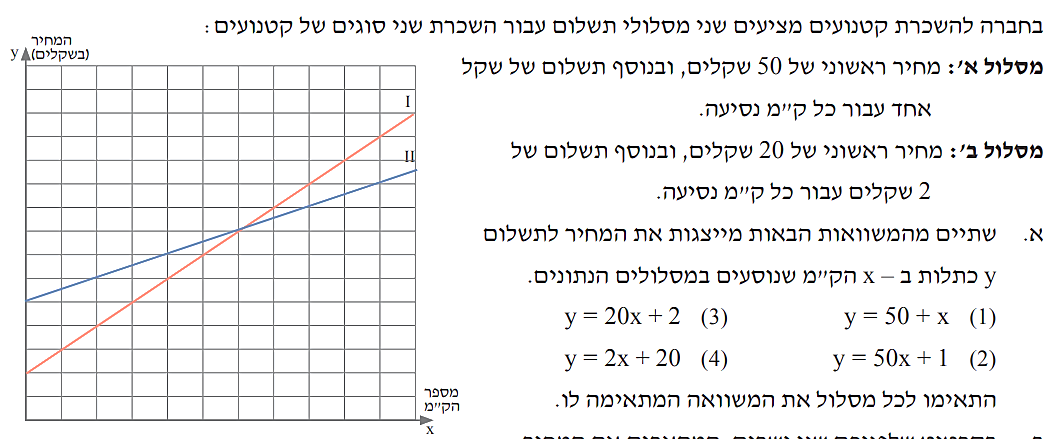 בחברה להשכרת קטנועים מציעים שני מסלולי תשלום עבור השכרת שני סוגים של קטנועים:
מסלול א': מחיר ראשוני של 50 שקלים, ובנוסף תשלום של שקל
אחד עבור כל ק"מ נסיעה.
מסלול ב': מחיר ראשוני של 20 שקלים, ובנוסף תשלום של
2 שקלים עבור כל ק"מ נסיעה.
א. שתיים מהמשוואות הבאות מייצגות את המחיר לתשלום
y כתלות ב – x הק"מ שנוסעים במסלולים הנתונים.
(1) y = 50 + x (3) y = 20x + 2
(2) y = 50x + 1 (4) y = 2x + 20
התאימו לכל מסלול את המשוואה המתאימה לו.
המחיר
y (בשקלים)
I
II
מספר
הק"מ
x